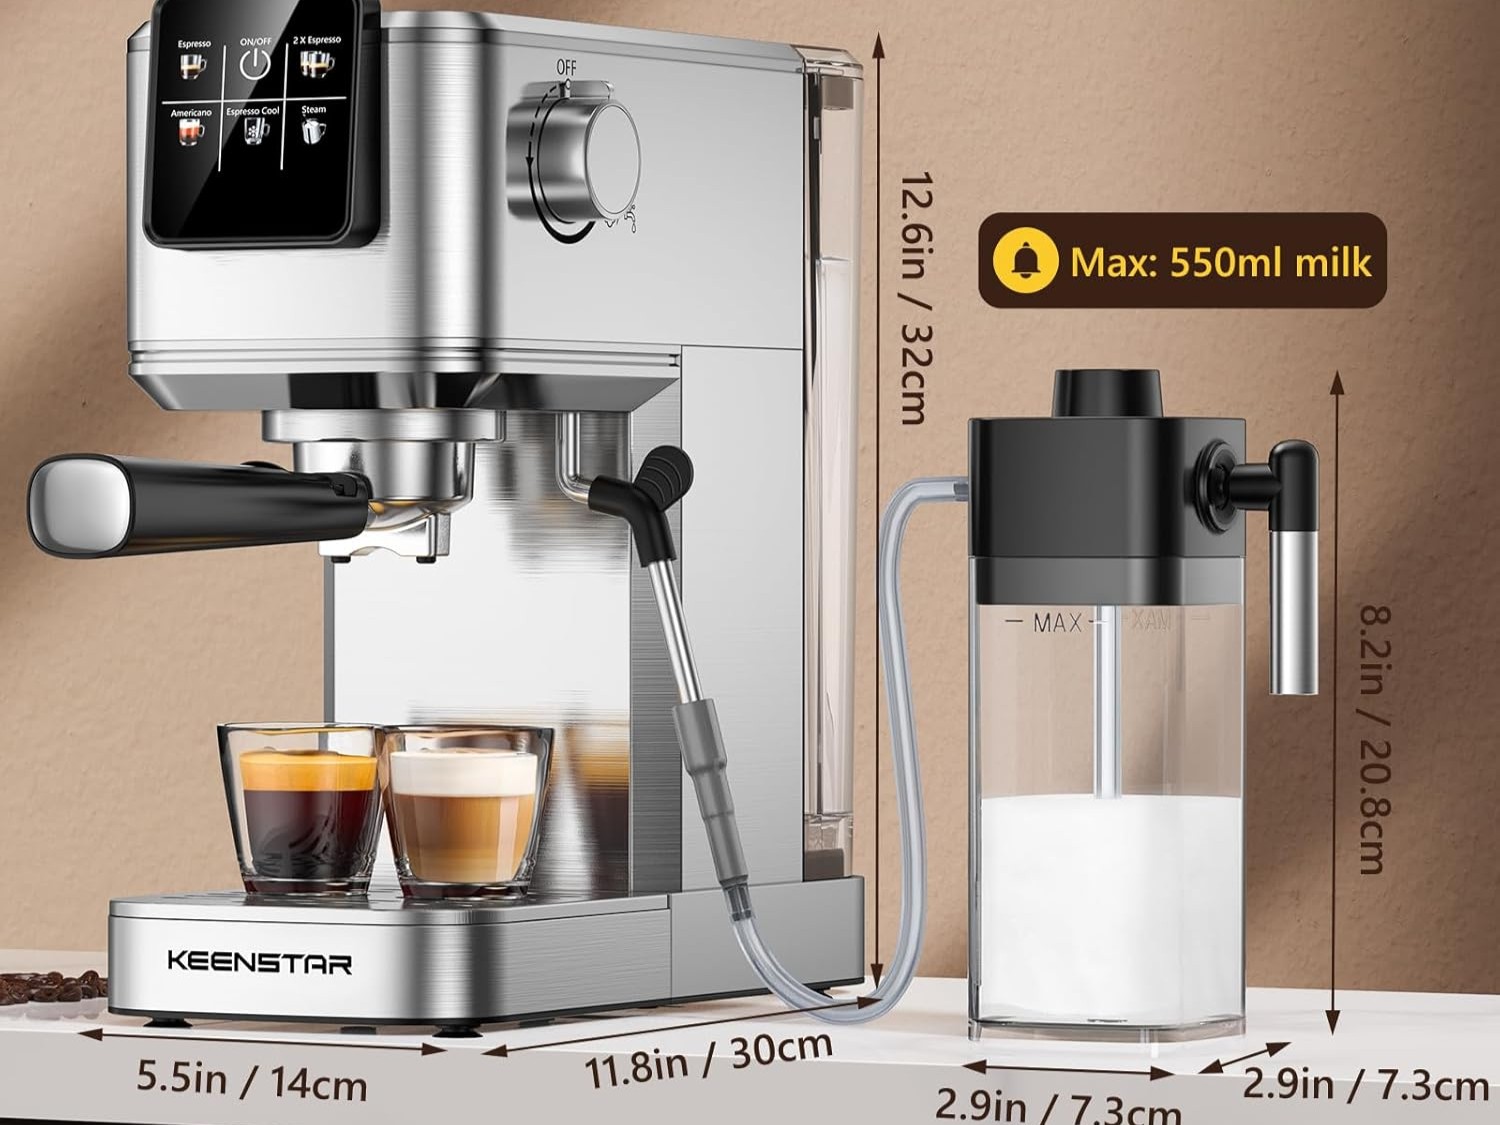 Espresso
ON/OFF
2 X Espresso
Americano
Espresso Cool
Steam
OFF
12.6in / 32cm
Max: 550ml milk
MAX
MAX
8.2in / 20.8cm
KEENSTAR
5.5in / 14cm
11.8in / 30cm
2.9in / 7.3cm
2.9in / 7.3cm